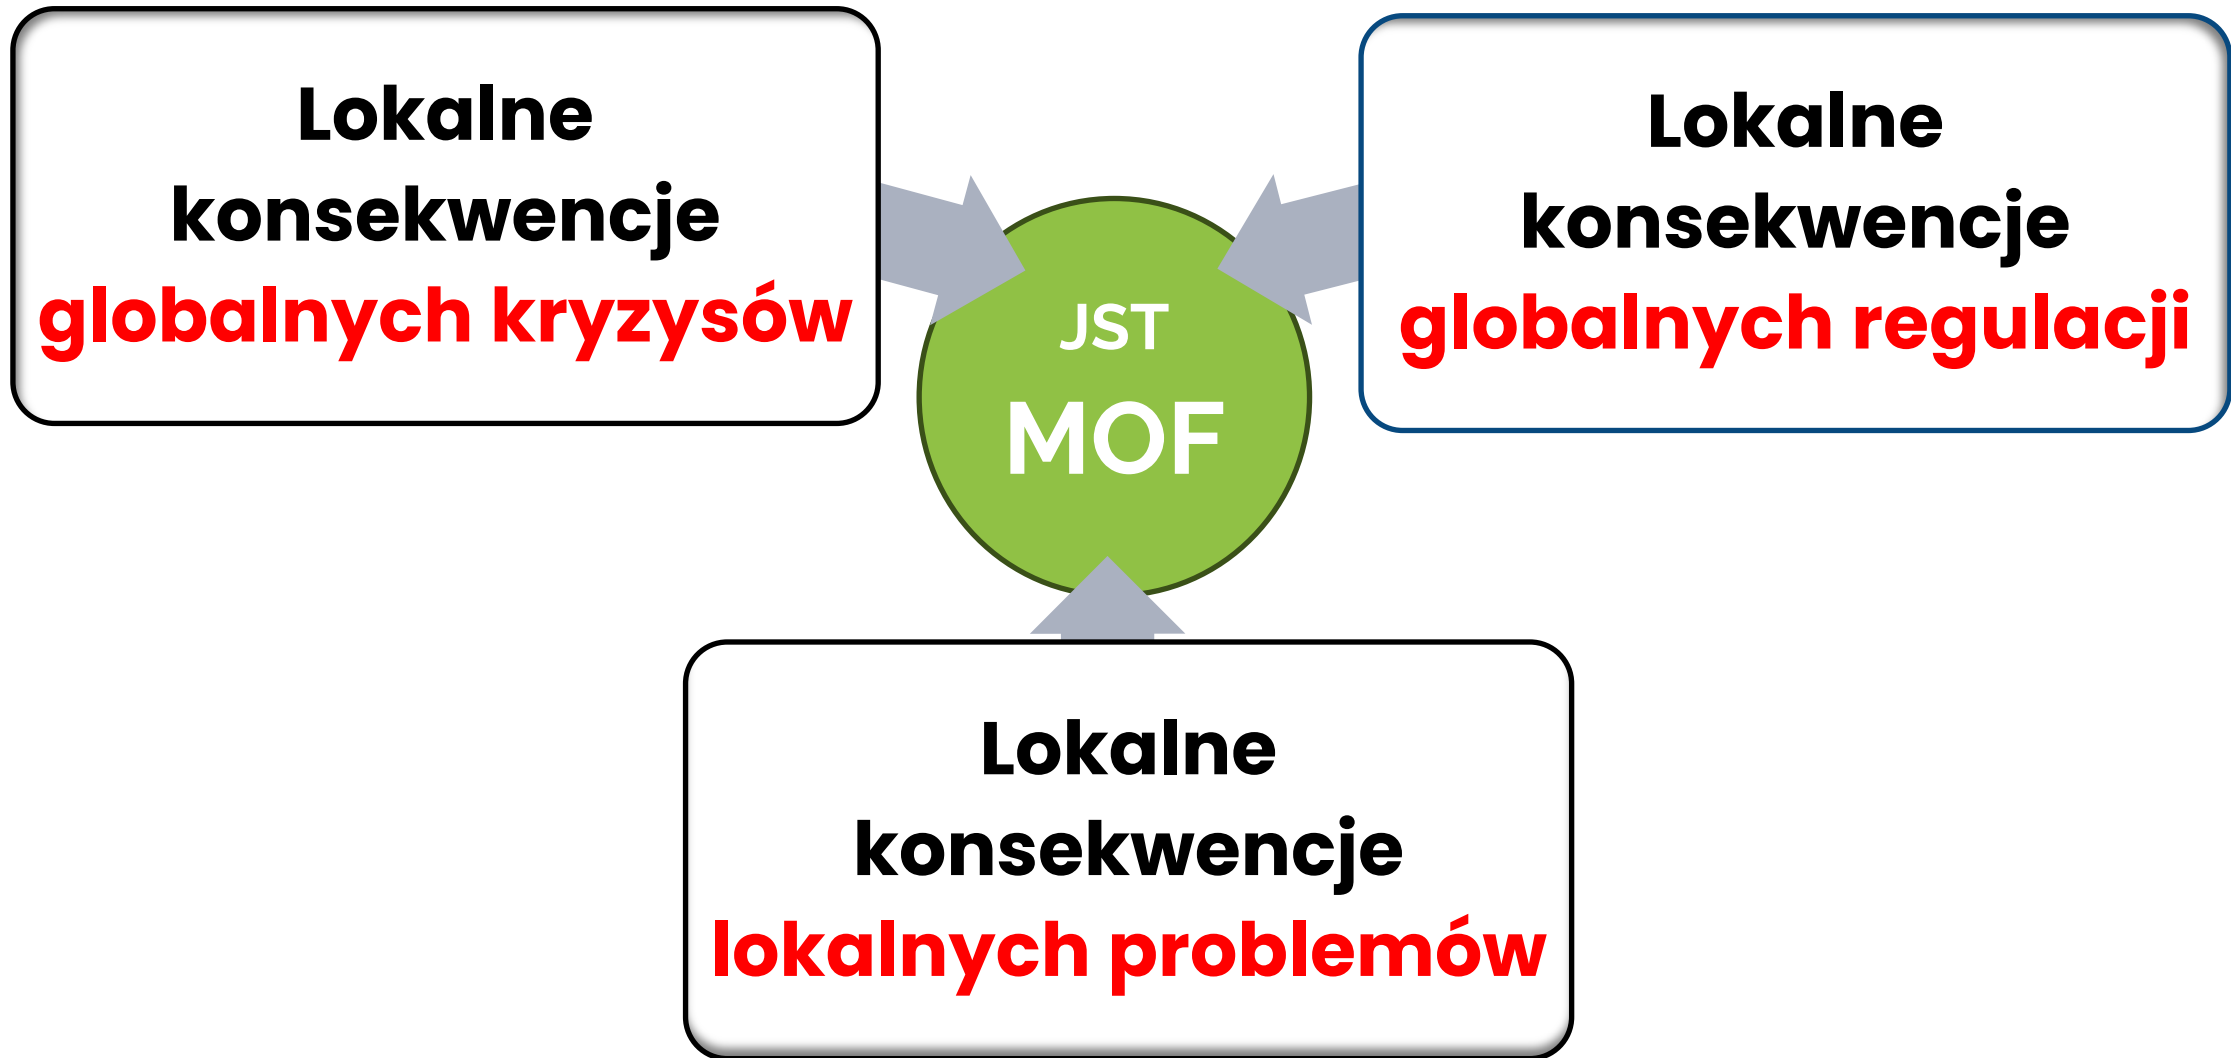 Lokalne
konsekwencje
globalnych kryzysów
Lokalne
konsekwencje
globalnych regulacji
JST
MOF
Lokalne
konsekwencje
lokalnych problemów